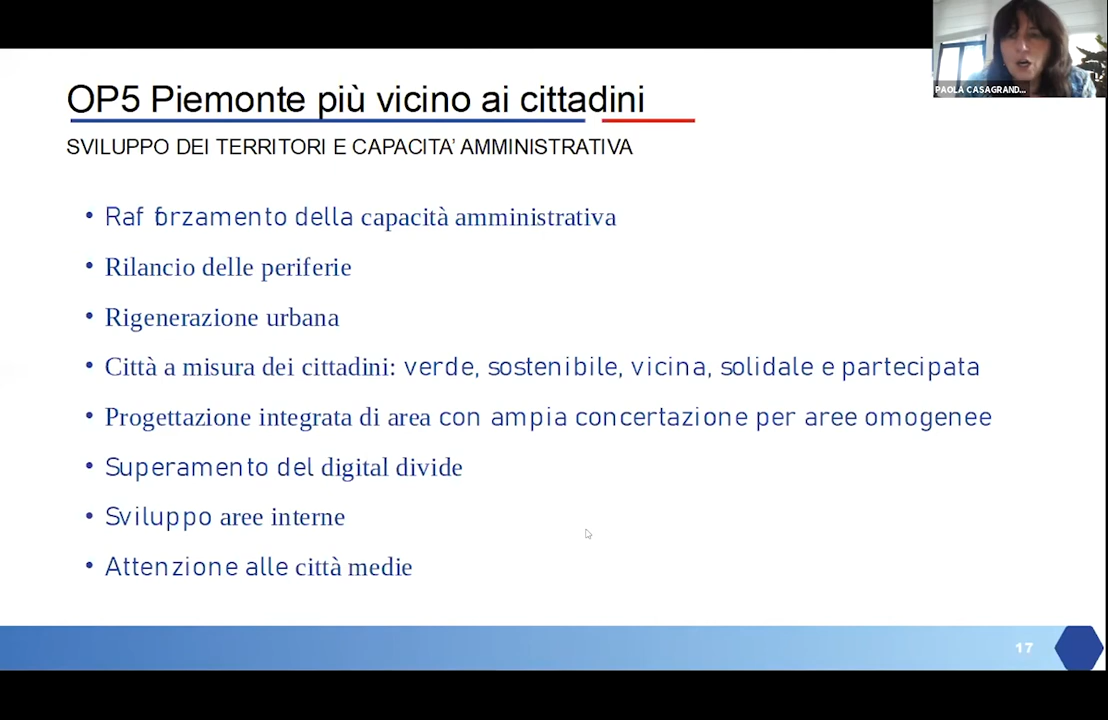 PAOLA CASAGRAND...
OP5 Piemonte più vicino ai cittadini
SVILUPPO DEI TERRITORI E CAPACITA' AMMINISTRATIVA
• Rafforzamento della capacità amministrativa
• Rilancio delle periferie
• Rigenerazione urbana
• Città a misura dei cittadini: verde, sostenibile, vicina, solidale e partecipata
• Progettazione integrata di area con ampia concertazione per aree omogenee
• Superamento del digital divide
• Sviluppo aree interne
• Attenzione alle città medie
17